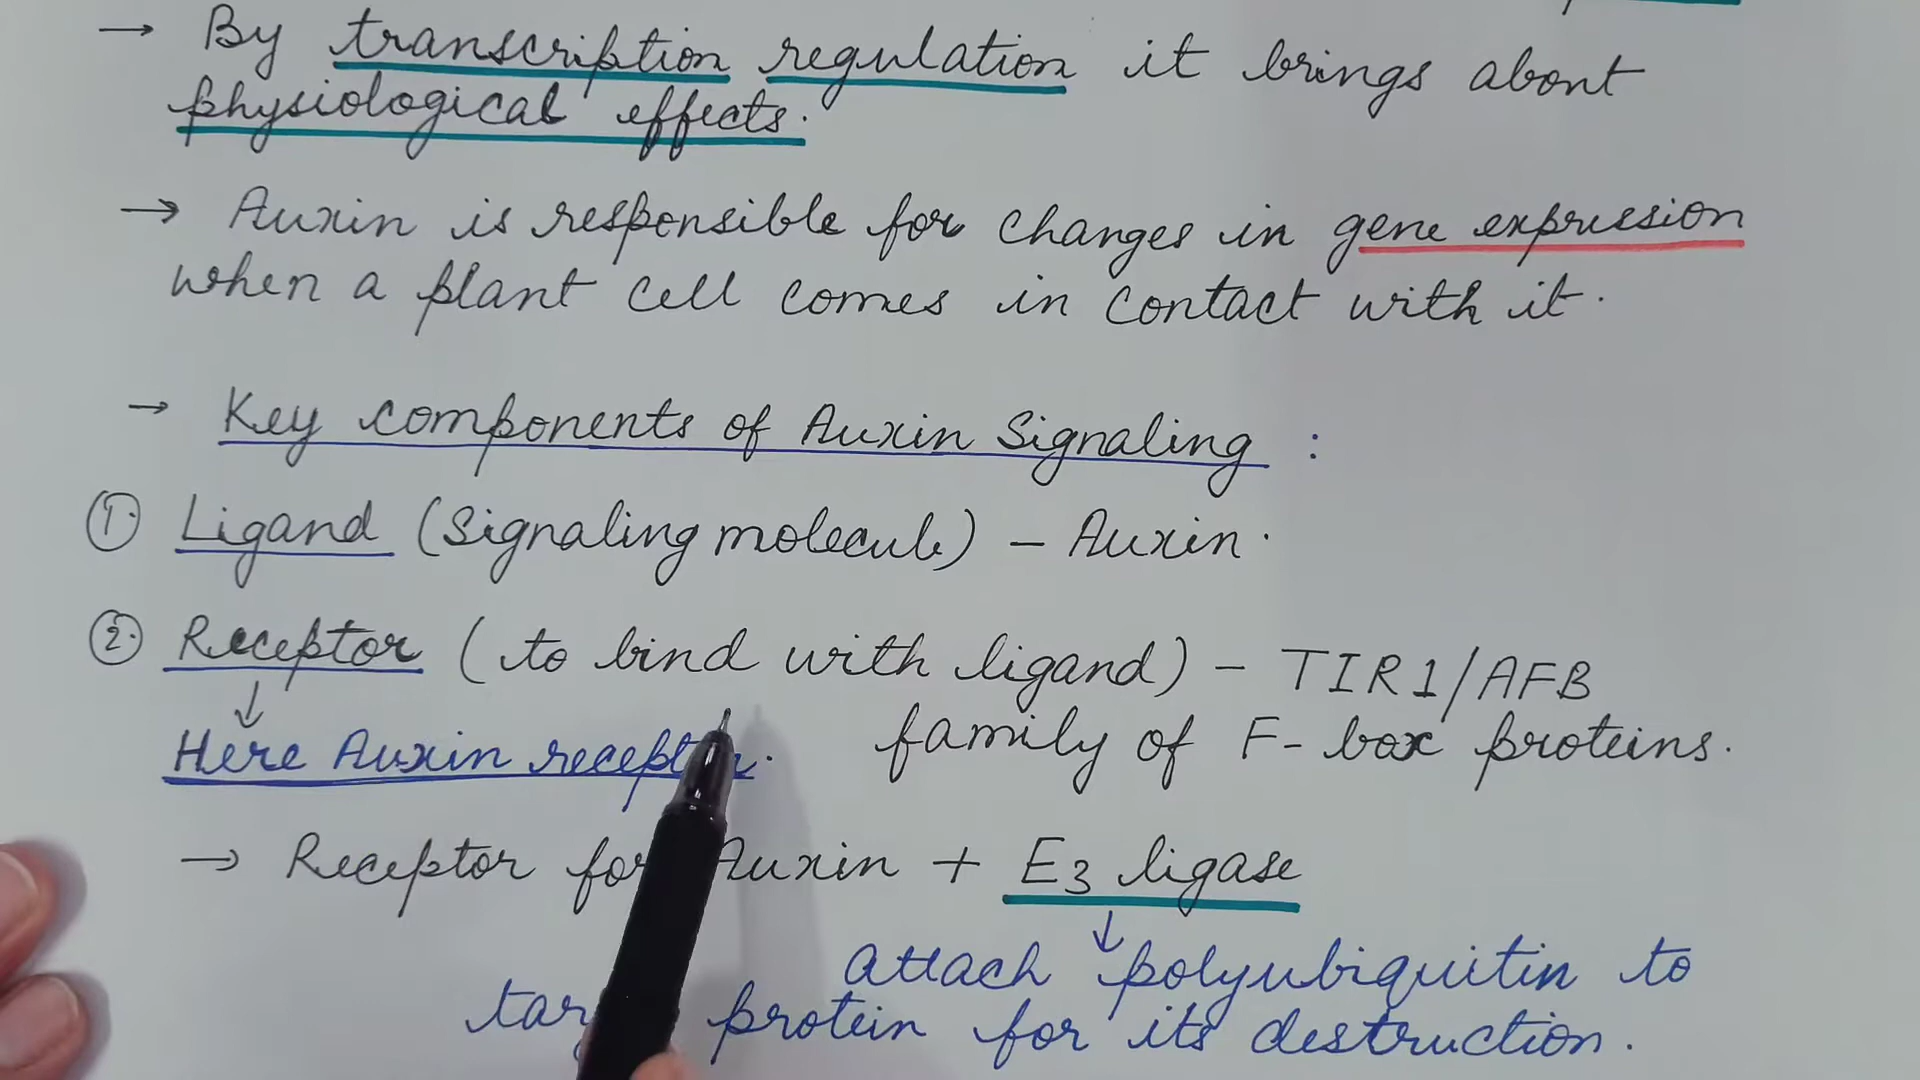 → By transcription regulation it brings about
physiological effects.
→ Auxin is responsible for changes in gene expression
when a plant cell comes in contact with it.
→ Key components of Auxin Signaling :
① Ligand (Signaling molecule) – Auxin.
② Receptor (to bind with ligand) – TIR1/AFB
↓
Here Auxin receptor. family of F-box proteins.
→ Receptor for Auxin + E3 ligase
↓
attach polyubiquitin to
protein for its destruction.